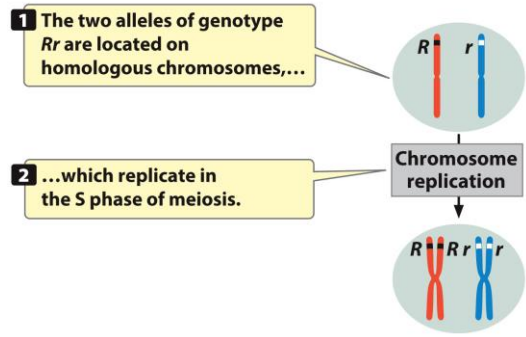 1 The two alleles of genotype
Rr are located on
homologous chromosomes,...
R r
2 ...which replicate in
the S phase of meiosis.
Chromosome
replication
R R r r